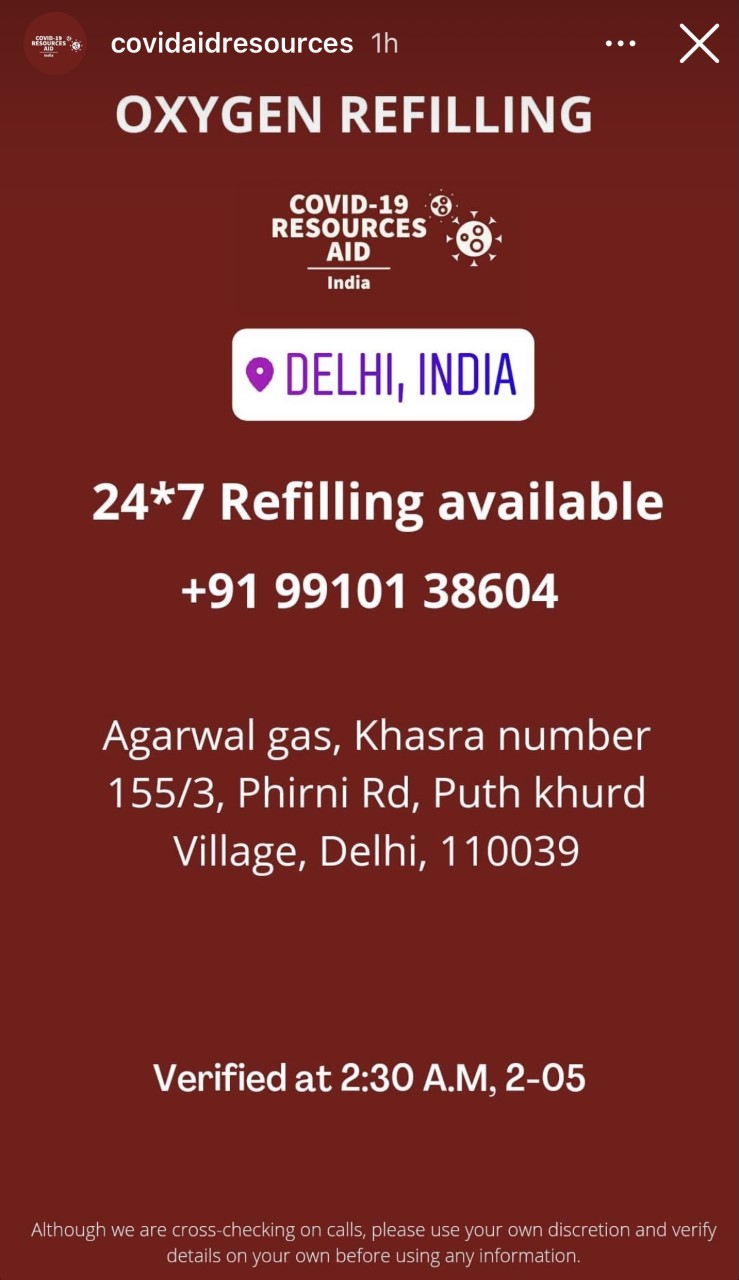 COVID-19
RESOURCES
AID
India
covidaidresources 1h
OXYGEN REFILLING
COVID-19
RESOURCES
AID
India
DELHI, INDIA
24*7 Refilling available
+91 99101 38604
Agarwal gas, Khasra number
155/3, Phirni Rd, Puth khurd
Village, Delhi, 110039
Verified at 2:30 A.M, 2-05
Although we are cross-checking on calls, please use your own discretion and verify
details on your own before using any information.